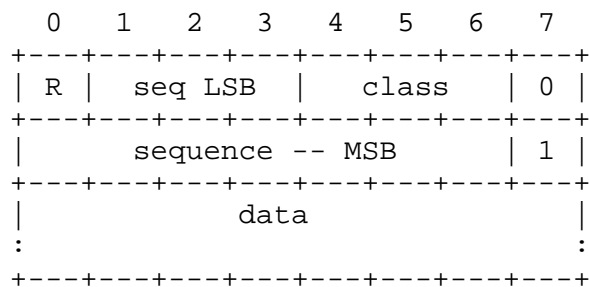 0   1   2   3   4   5   6   7
+---+---+---+---+---+---+---+---+
| R |  seq LSB  |   class   | 0 |
+---+---+---+---+---+---+---+---+
|      sequence -- MSB      | 1 |
+---+---+---+---+---+---+---+---+
|            data               |
:                               :
+---+---+---+---+---+---+---+---+